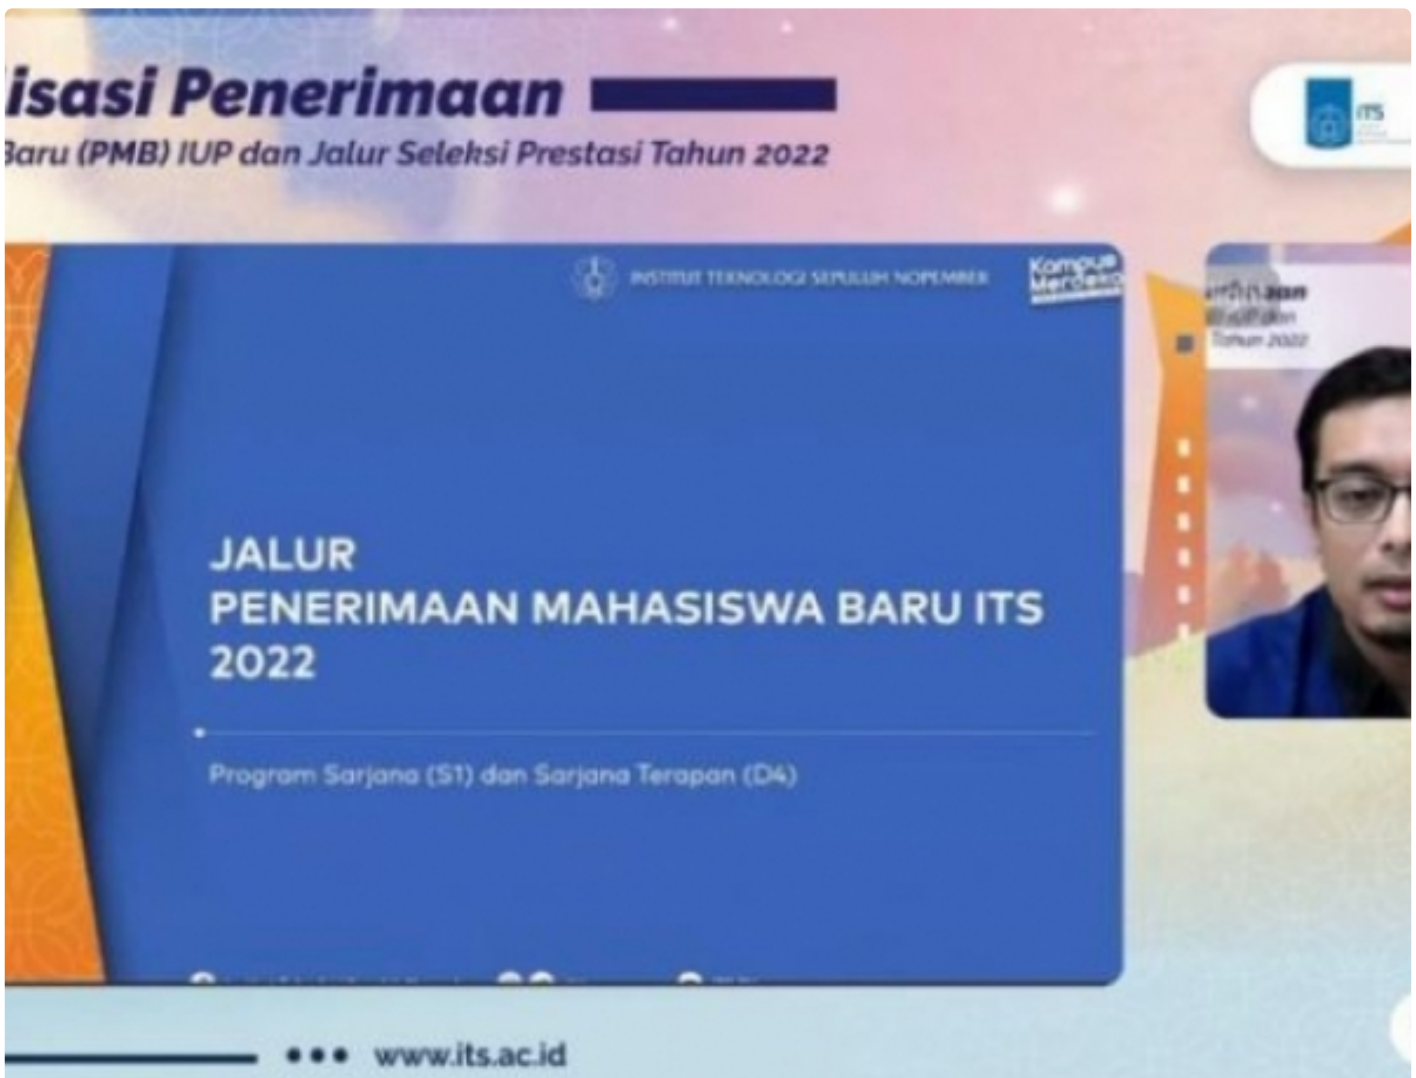 isasi Penerimaan
Baru (PMB) IUP dan Jalur Seleksi Prestasi Tahun 2022
ITS
INSTITUT TEKNOLOGI SEPULUH NOPEMBER
Kampus
Merdeka
Tahun 2022
JALUR
PENERIMAAN MAHASISWA BARU ITS
2022
Program Sarjana (S1) dan Sarjana Terapan (D4)
www.its.ac.id